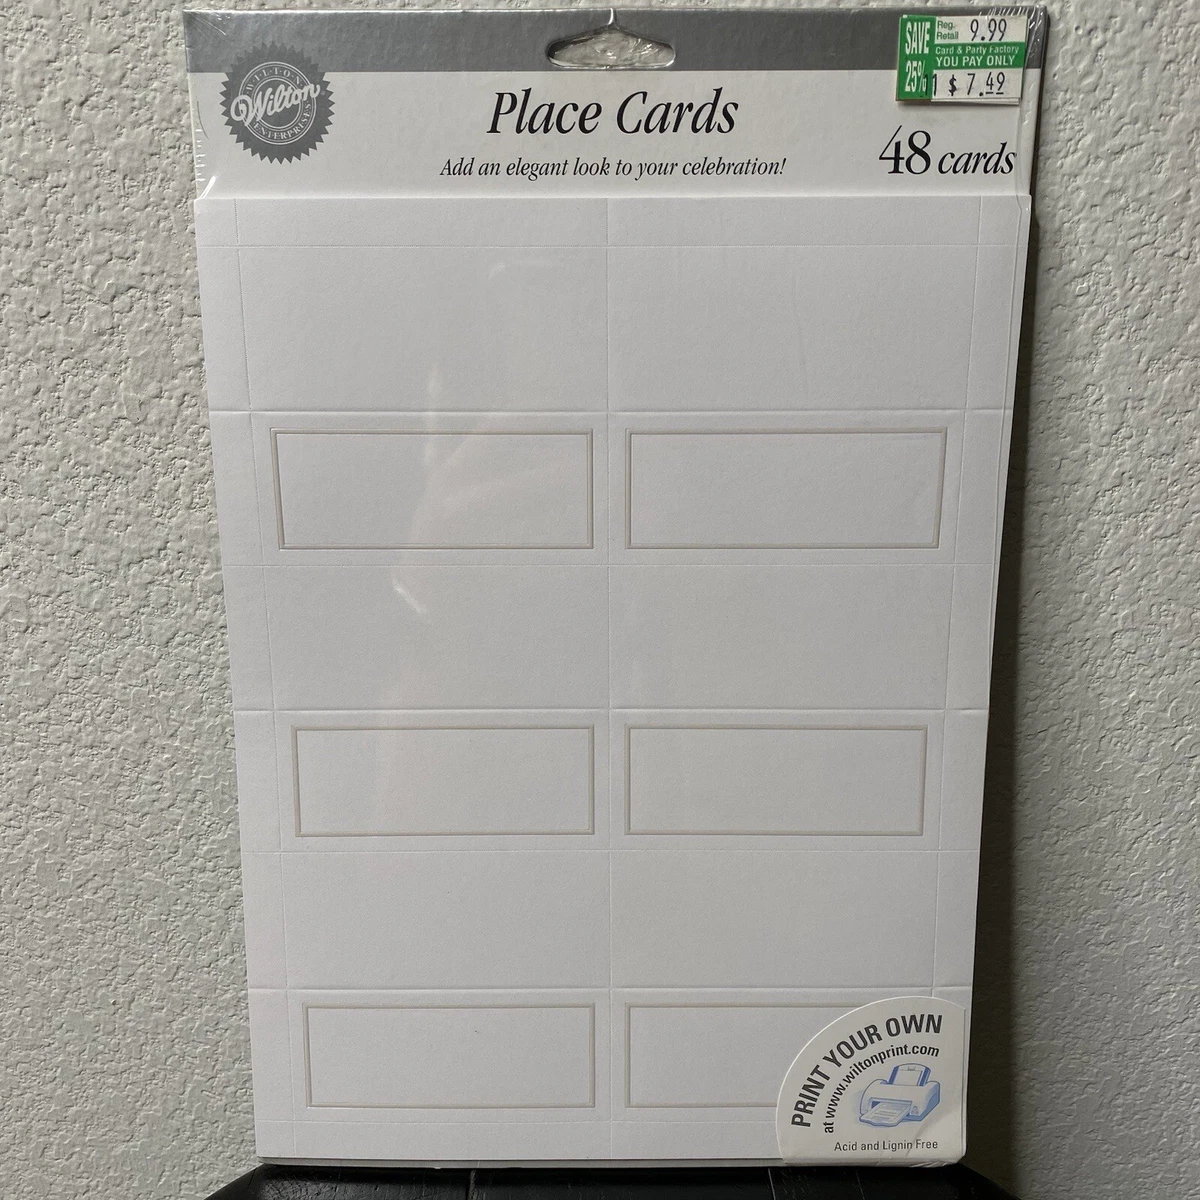 WILTON
Wilton
ENTERPRISES
Place Cards
Add an elegant look to your celebration!
48 cards
SAVE
25%
Reg.
Retail 9.99
Card & Party Factory
YOU PAY ONLY
$ 7.49
PRINT YOUR OWN
at www.wiltonprint.com
Acid and Lignin Free